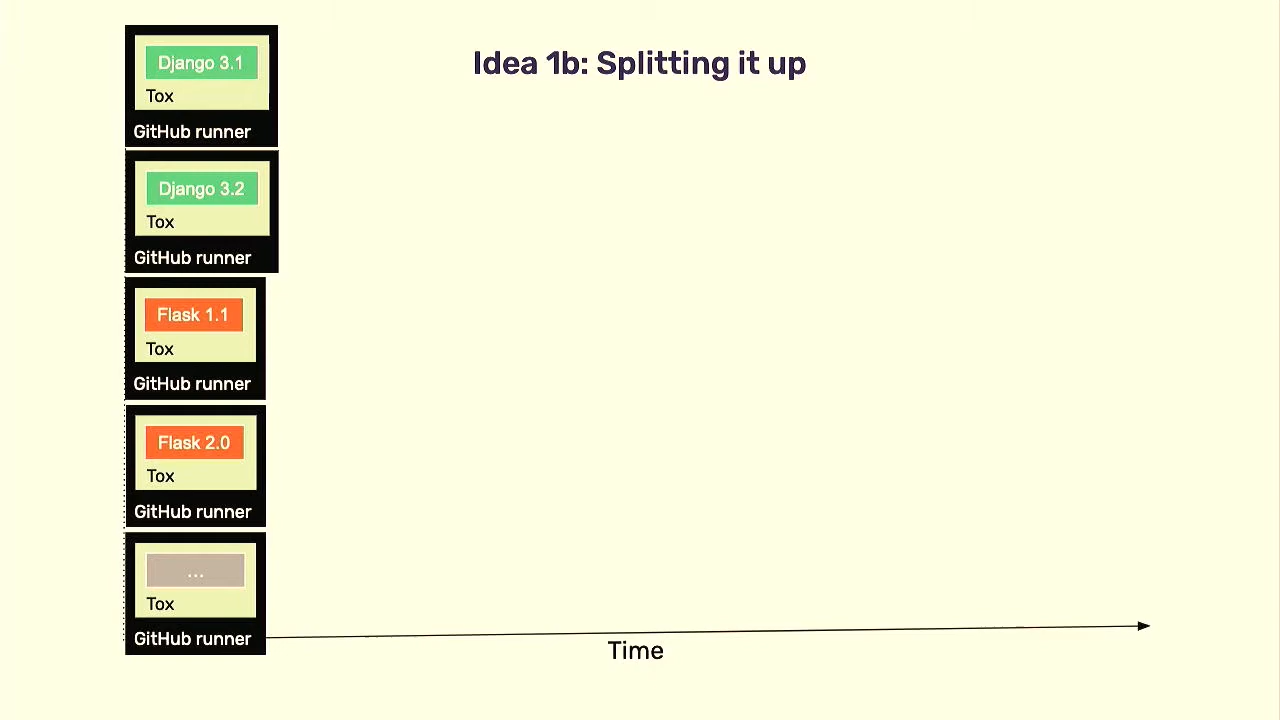 Idea 1b: Splitting it up
Django 3.1
Tox
GitHub runner
Django 3.2
Tox
GitHub runner
Flask 1.1
Tox
GitHub runner
Flask 2.0
Tox
GitHub runner
...
Tox
GitHub runner
Time